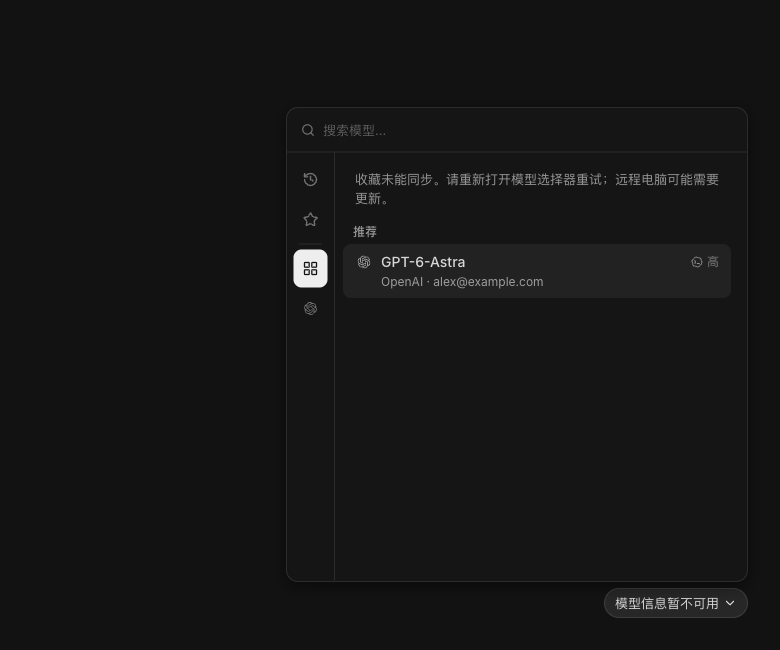 搜索模型...
收藏未能同步。请重新打开模型选择器重试；远程电脑可能需要
更新。
推荐
GPT-6-Astra
高
OpenAI · alex@example.com
模型信息暂不可用